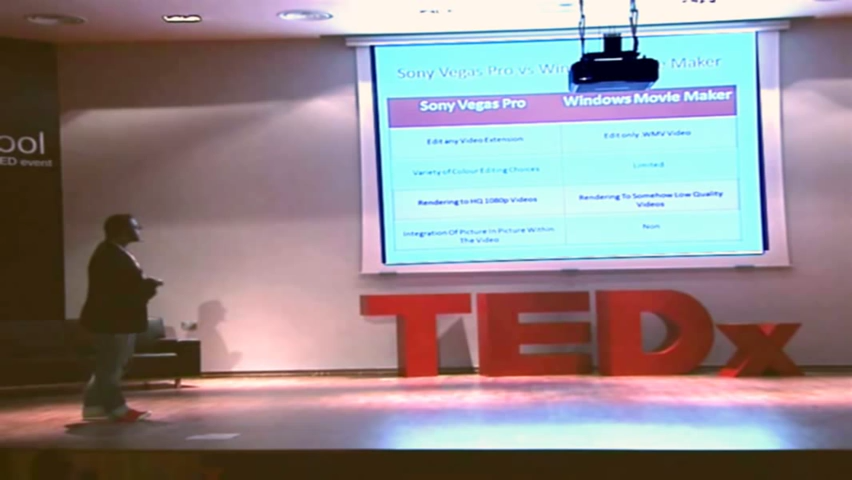 Sony Vegas Pro vs Win Movie Maker
Sony Vegas Pro
Windows Movie Maker
Edit any Video Extension
Edit only .WMV Video
Variety of Colour Editing Choices
Limited
Rendering to HQ 1080p Videos
Rendering To Somehow Low Quality
Videos
Integration Of Picture In Picture Within
The Video
Non
ool
ED event
TEDx